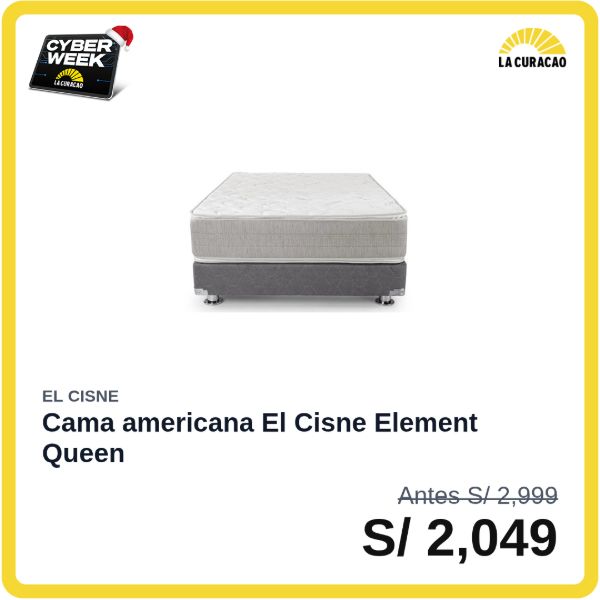 CYBER
WEEK
LA CURACAO
LA CURACAO
EL CISNE
Cama americana El Cisne Element
Queen
Antes S/ 2,999
S/ 2,049